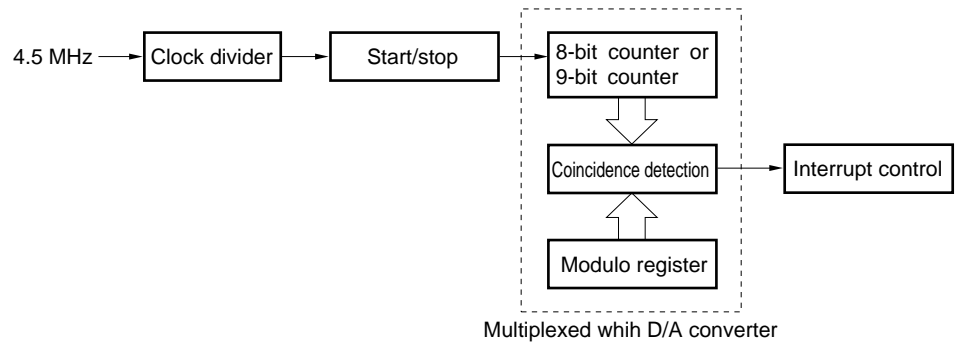 4.5 MHz
Clock divider
Start/stop
8-bit counter or
9-bit counter
Coincidence detection
Interrupt control
Modulo register
Multiplexed whih D/A converter